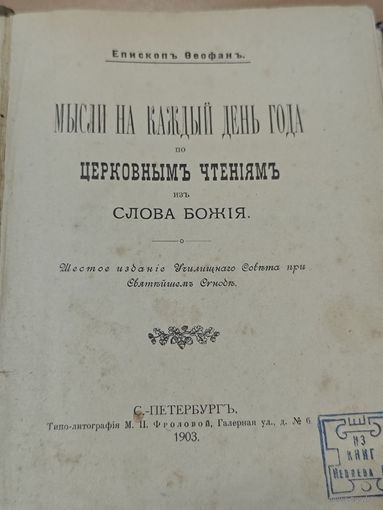 Епископъ Ѳеофанъ.
МЫСЛИ НА КАЖДЫЙ ДЕНЬ ГОДА
ПО
ЦЕРКОВНЫМЪ ЧТЕНІЯМЪ
ИЗЪ
СЛОВА БОЖІЯ.
Шестое изданіе Училищнаго Совѣта при
Святѣйшемъ Сѵнодѣ.
С.-ПЕТЕРБУРГЪ.
Типо-литографія М. П. Фроловой, Галерная ул., д. № 6
1903.
ИЗ
КНИГ